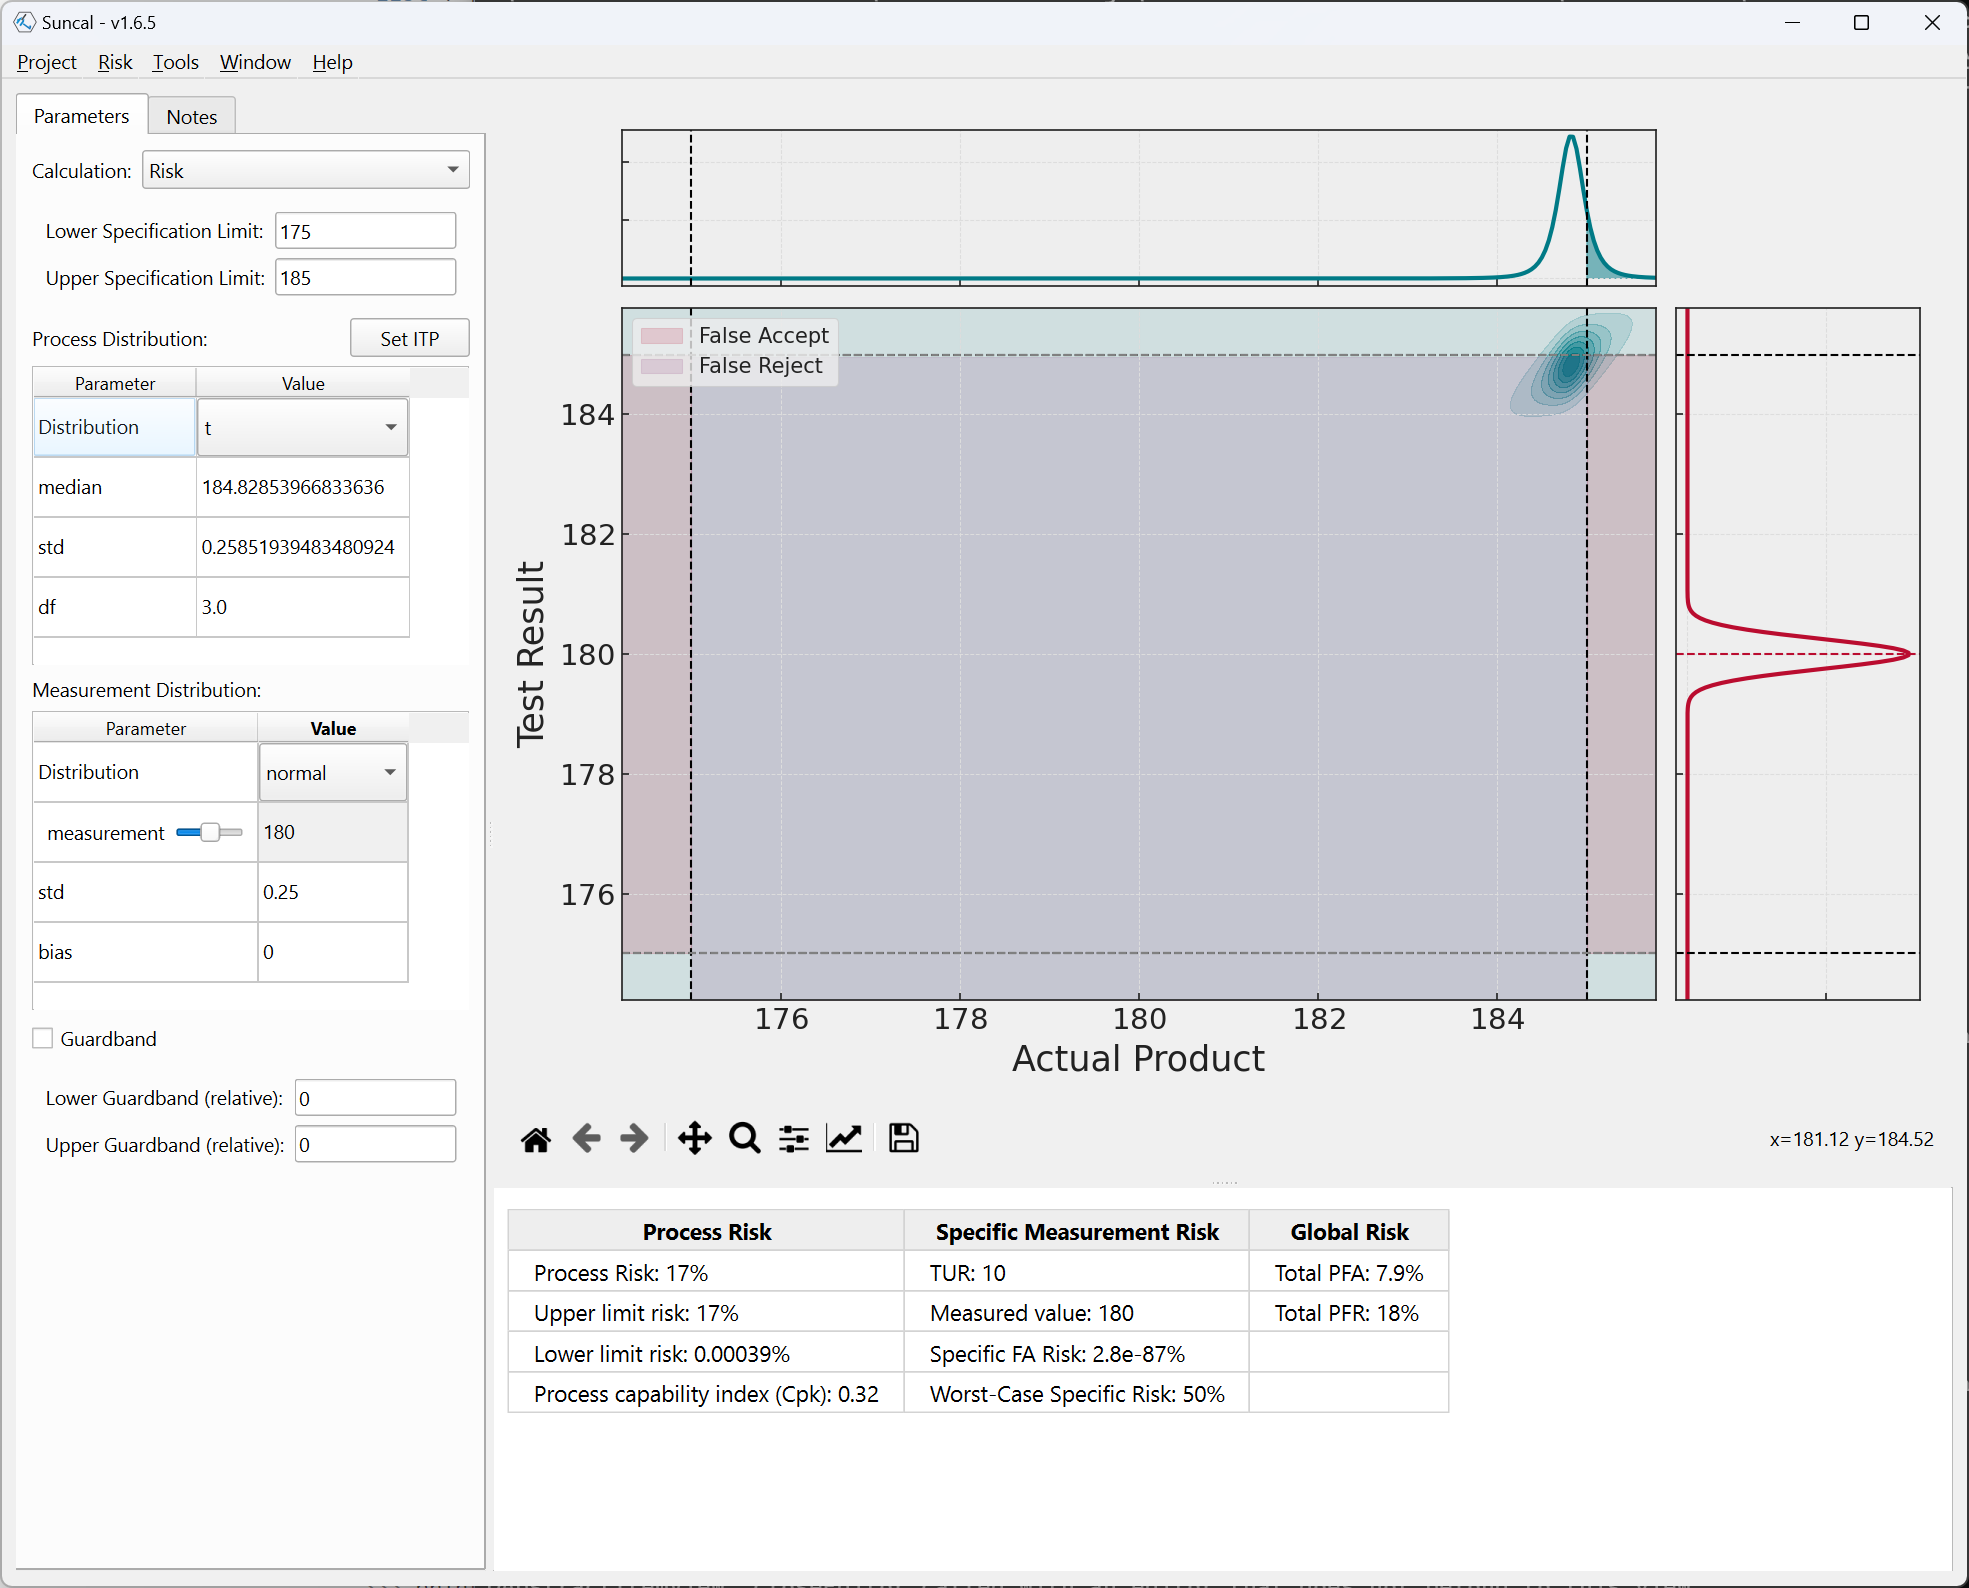 Suncal - v1.6.5
Project Risk Tools Window Help
Parameters Notes
Calculation: Risk
Lower Specification Limit: 175
Upper Specification Limit: 185
Process Distribution: Set ITP
Parameter Value
Distribution t
median 184.82853966833636
std 0.25851939483480924
df 3.0
Measurement Distribution:
Parameter Value
Distribution normal
measurement 180
std 0.25
bias 0
Guardband
Lower Guardband (relative): 0
Upper Guardband (relative): 0
False Accept
False Reject
Test Result
184
182
180
178
176
176 178 180 182 184
Actual Product
x=181.12 y=184.52
Process Risk Specific Measurement Risk Global Risk
Process Risk: 17% TUR: 10 Total PFA: 7.9%
Upper limit risk: 17% Measured value: 180 Total PFR: 18%
Lower limit risk: 0.00039% Specific FA Risk: 2.8e-87%
Process capability index (Cpk): 0.32 Worst-Case Specific Risk: 50%